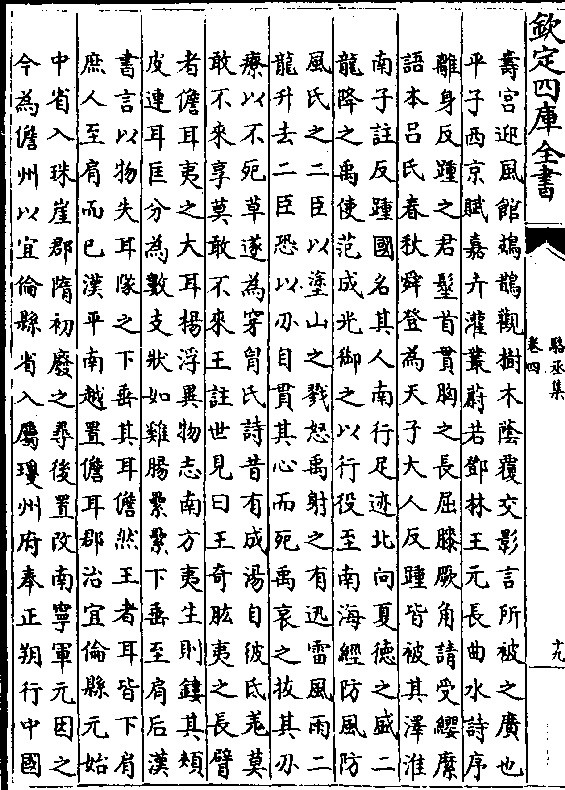 欽定四庫全書
駱丞集
卷四
十九
壽宮迎風館鳷鵲觀樹木蔭覆交影言所被之廣也
平子西京賦嘉卉灌叢蔚若鄧林王元長曲水詩序
離身反踵之君髽首貫胸之長屈膝厥角請受纓縻
語本呂氏春秋舜登為天子大人反踵皆被其澤淮
南子註反踵國名其人南行足迹北向夏德之盛二
龍降之禹使范成光御之以行役至南海經防風防
風氏之二臣以塗山之戮怒禹射之有迅雷風雨二
龍升去二臣恐以刃自貫其心而死禹哀之拔其刃
療以不死草遂為穿胷氏詩昔有成湯自彼氐羌莫
敢不來享莫敢不來王註世見曰王竒肱夷之長臂
者儋耳夷之大耳楊浮異物志南方夷生則鏤其頰
皮連耳匡分為數支狀如雞腸纍纍下垂至肩后漢
書言以物失耳隊之下垂其耳儋然王者耳皆下肩
庶人至肩而已漢平南越置儋耳郡治宜倫縣元始
中省入珠崖郡隋初廢之尋後置改南寧軍元因之
今為儋州以宜倫縣省入屬瓊州府奉正朔行中國